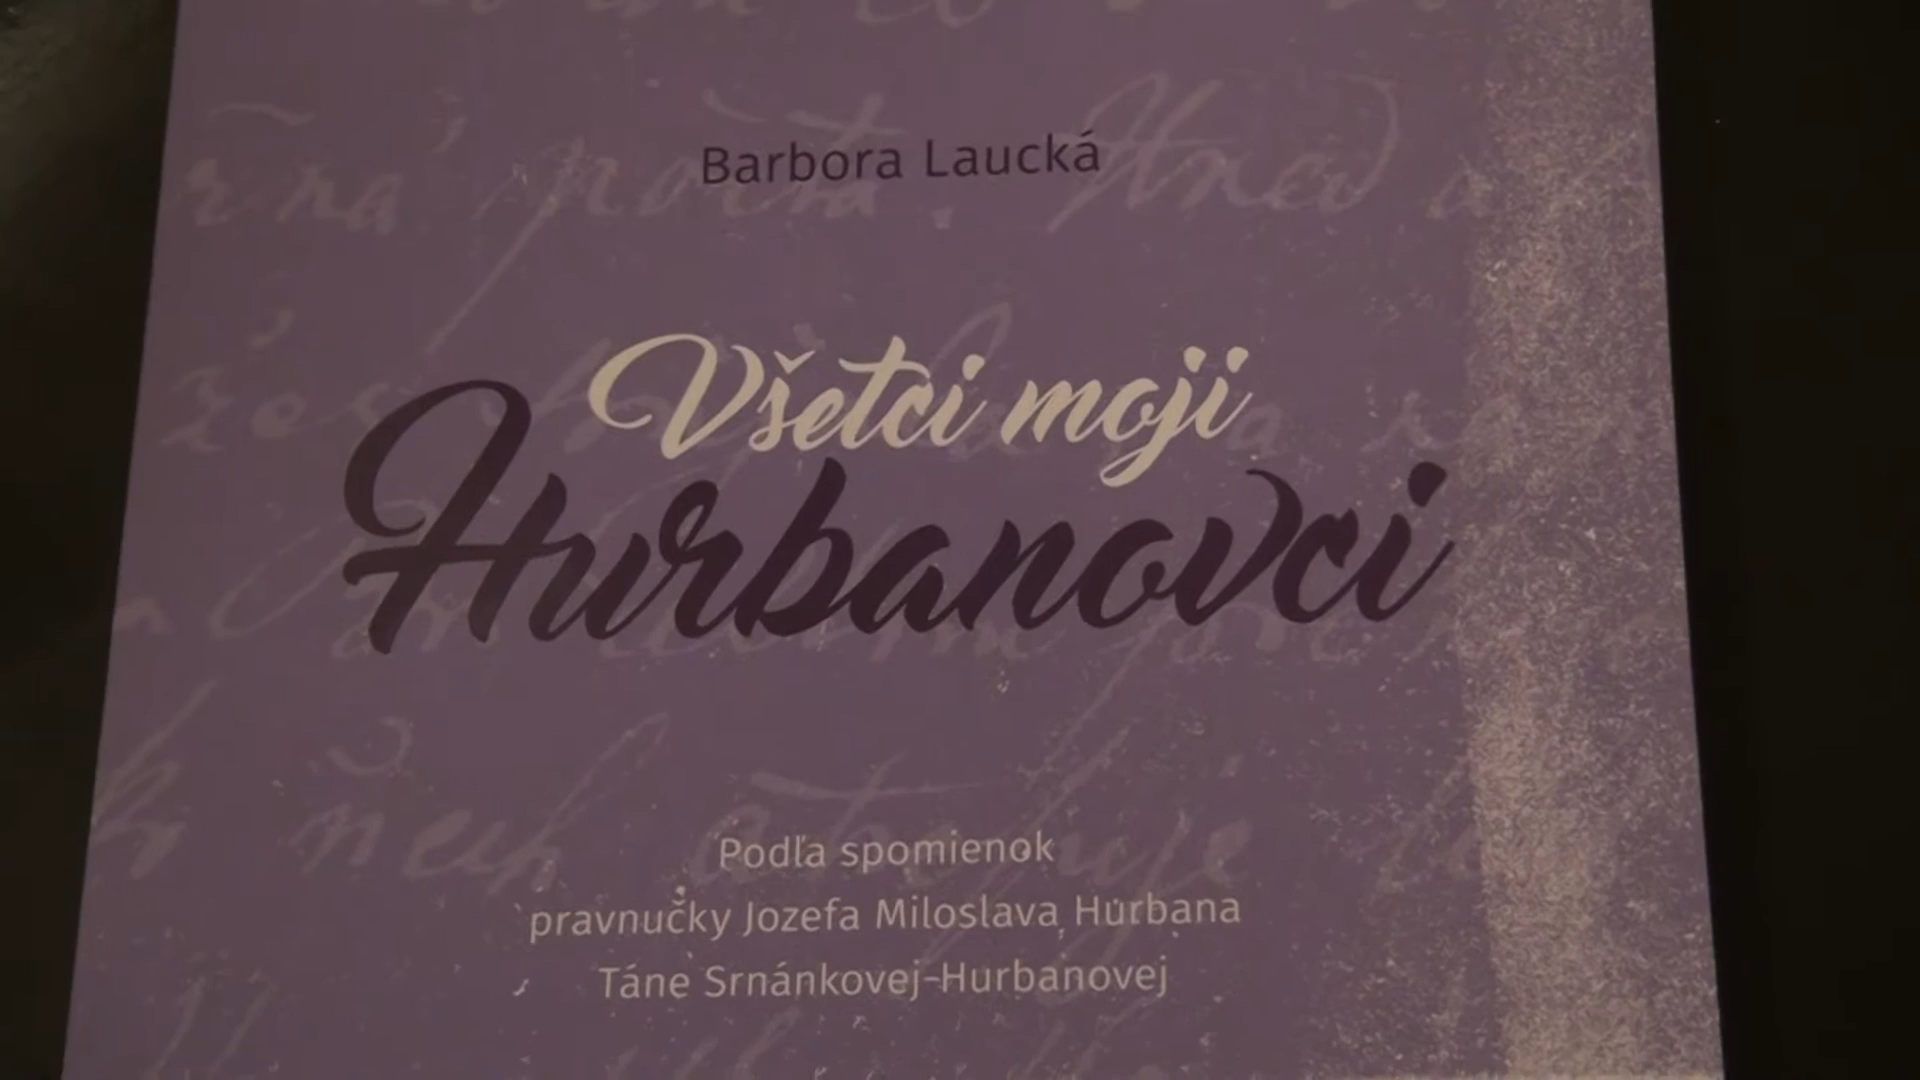 Barbora Laucká
Všetci moji
Hurbanovci
Podľa spomienok
pravnučky Jozefa Miloslava Hurbana
Táne Srnánkovej-Hurbanovej